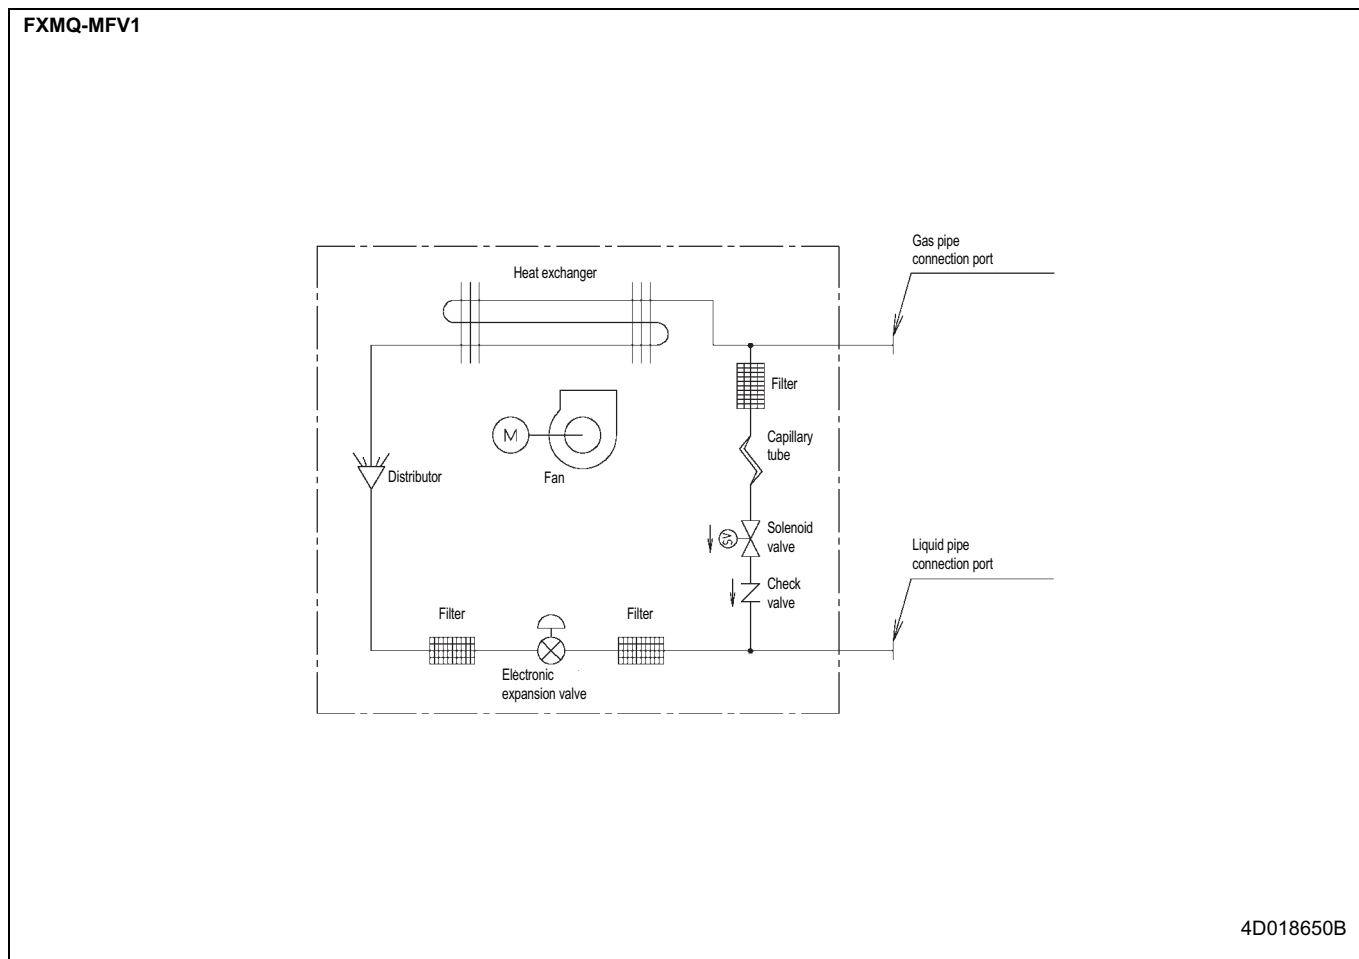 FXMQ-MFV1
Gas pipe
connection port
Heat exchanger
Filter
Capillary
tube
M
Distributor
Fan
SV
Solenoid
valve
Liquid pipe
connection port
Check
valve
Filter
Filter
Electronic
expansion valve
4D018650B